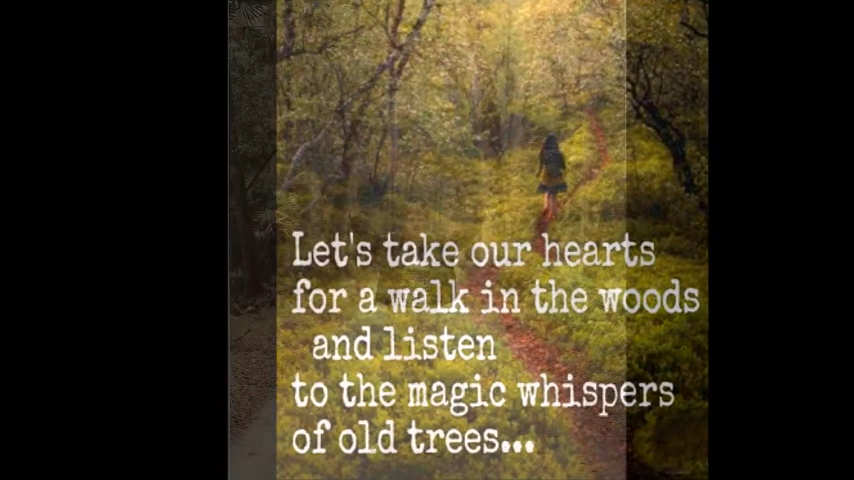 Let's take our hearts
for a walk in the woods
and listen
to the magic whispers
of old trees...